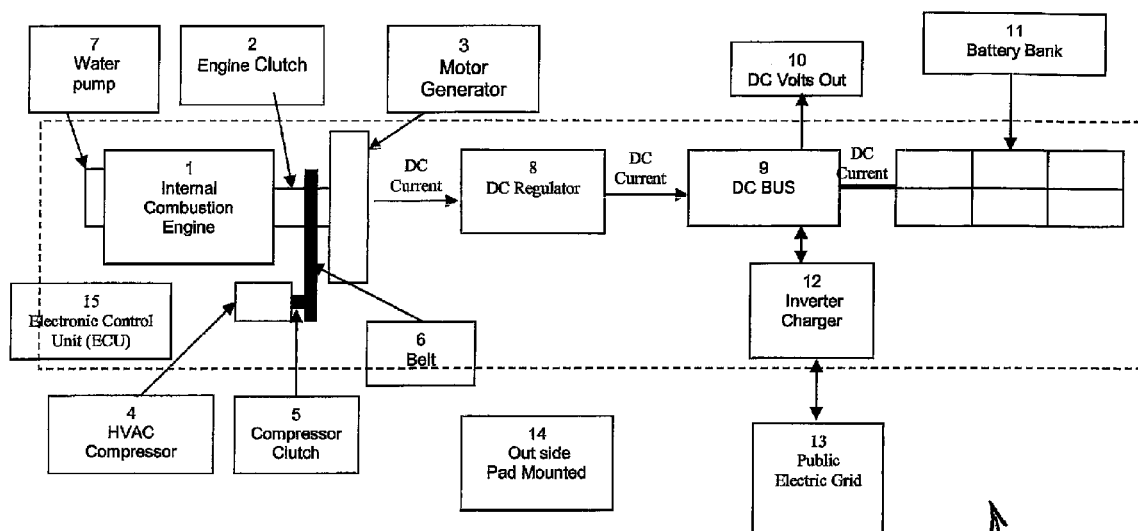 7
Water
pump
2
Engine Clutch
3
Motor
Generator
10
DC Volts Out
11
Battery Bank
1
Internal
Combustion
Engine
DC
Current
8
DC Regulator
DC
Current
9
DC BUS
DC
Current
15
Electronic Control
Unit (ECU)
6
Belt
12
Inverter
Charger
4
HVAC
Compressor
5
Compressor
Clutch
14
Out side
Pad Mounted
13
Public
Electric Grid